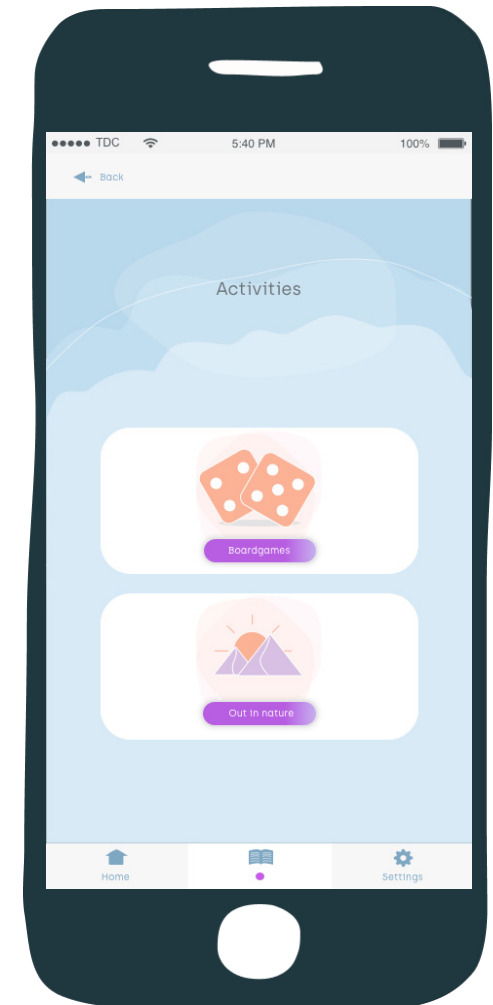 TDC 5:40 PM 100%
Back
Activities
Boardgames
Out in nature
Home Settings